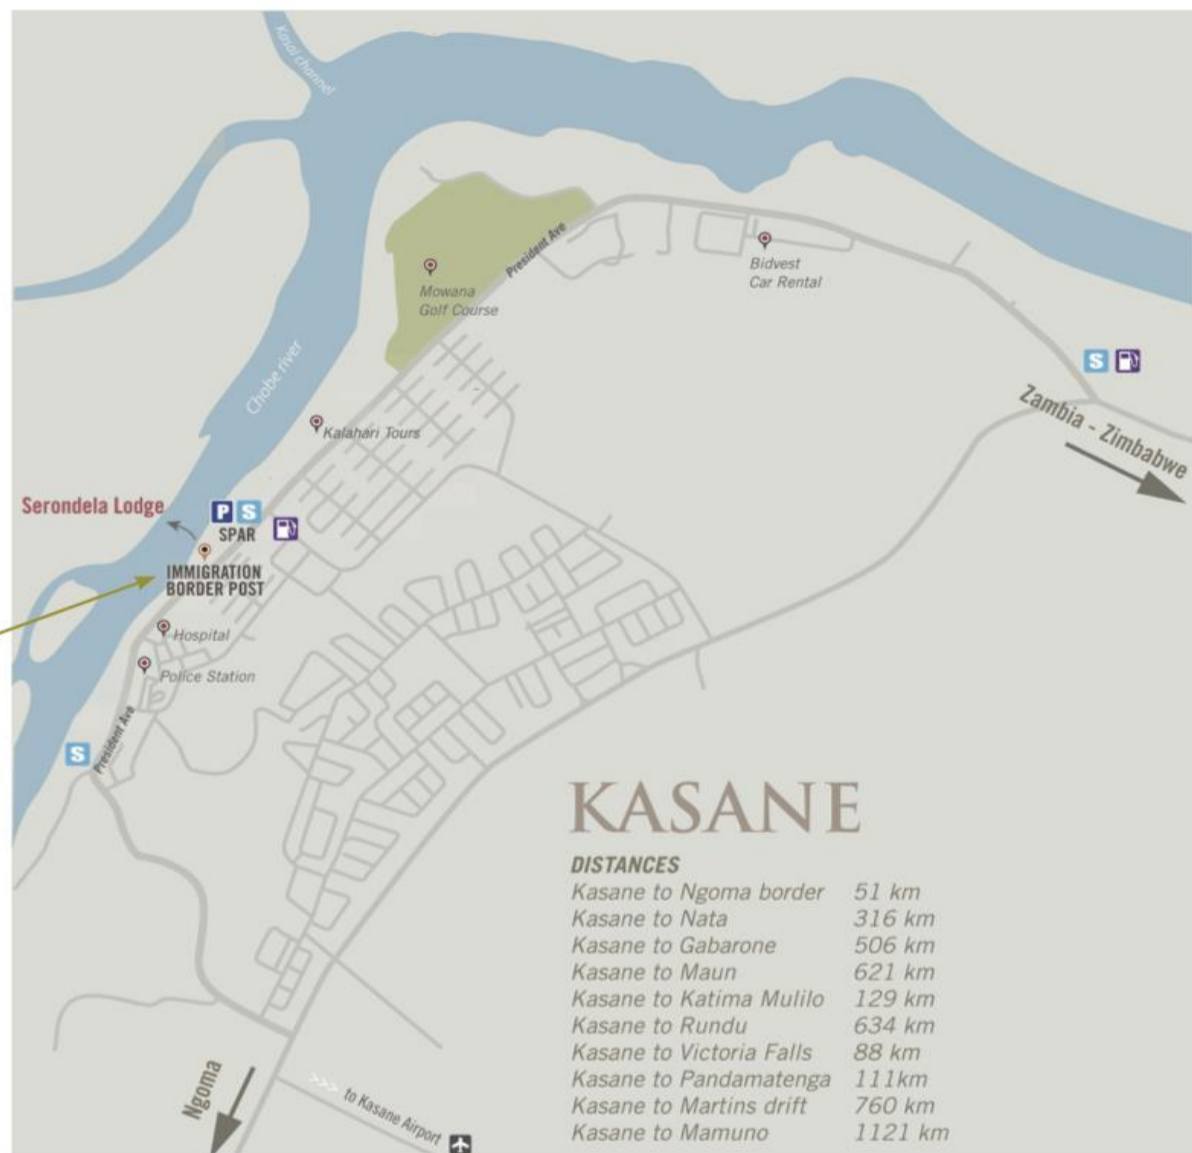 Kasai channel
President Ave
Mowana
Golf Course
Bidvest
Car Rental
Chobe river
S
Zambia - Zimbabwe
Kalahari Tours
Serondela Lodge
P S
SPAR
IMMIGRATION
BORDER POST
Hospital
Police Station
President Ave
S
KASANE
DISTANCES
Kasane to Ngoma border 51 km
Kasane to Nata 316 km
Kasane to Gabarone 506 km
Kasane to Maun 621 km
Kasane to Katima Mulilo 129 km
Kasane to Rundu 634 km
Kasane to Victoria Falls 88 km
Kasane to Pandamatenga 111km
Kasane to Martins drift 760 km
Kasane to Mamuno 1121 km
Ngoma
>>> to Kasane Airport